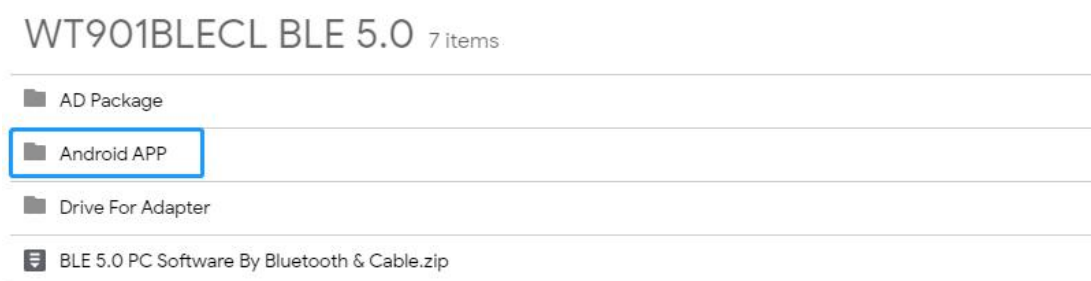 WT901BLECL BLE 5.0 7 items
AD Package
Android APP
Drive For Adapter
BLE 5.0 PC Software By Bluetooth & Cable.zip